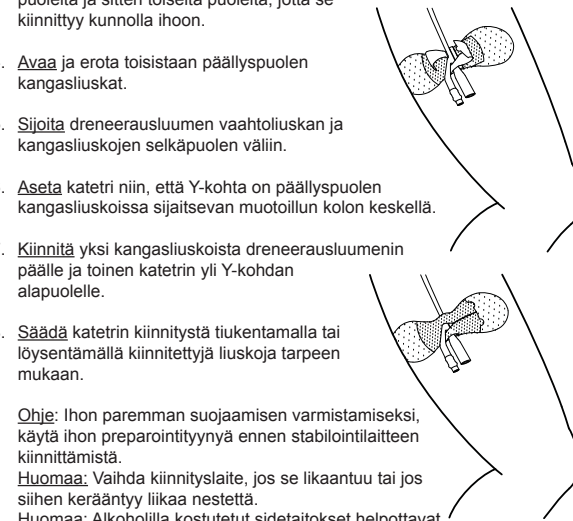 puoleita ja sitten toiselta puolelta, jotta se
kiinnittyy kunnolla ihoon.
. Avaa ja erota toisistaan päällyspuolen
kangasliuskat.
. Sijoita dreneerausluumen vaahtoliuskan ja
kangasliuskojen selkäpuolen väliin.
. Aseta katetri niin, että Y-kohta on päällyspuolen
kangasliuskoissa sijaitsevan muotoillun kolon keskellä.
. Kiinnitä yksi kangasliuskoista dreneerausluumenin
päälle ja toinen katetrin yli Y-kohdan
alapuolelle.
. Säädä katetrin kiinnitystä tiukentamalla tai
löysentämällä kiinnitettyjä liuskoja tarpeen
mukaan.
Ohje: Ihon paremman suojaamisen varmistamiseksi,
käytä ihon preparointityynyä ennen stabilointilaitteen
kiinnittämistä.
Huomaa: Vaihda kiinnityslaite, jos se likaantuu tai jos
siihen kerääntyy liikaa nestettä.
Huomaa: Alkoholilla kostutetut sidetaitokset helpottavat